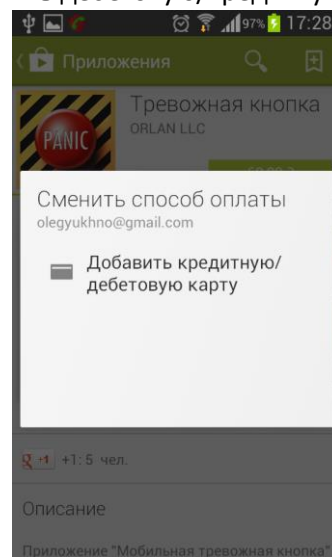 97% 17:28
Приложения
Тревожная кнопка
PANIC
ORLAN LLC
Сменить способ оплаты
olegyukhno@gmail.com
Добавить кредитную/
дебетовую карту
+1 +1: 5 чел.
Описание
Приложение "Мобильная тревожная кнопка"